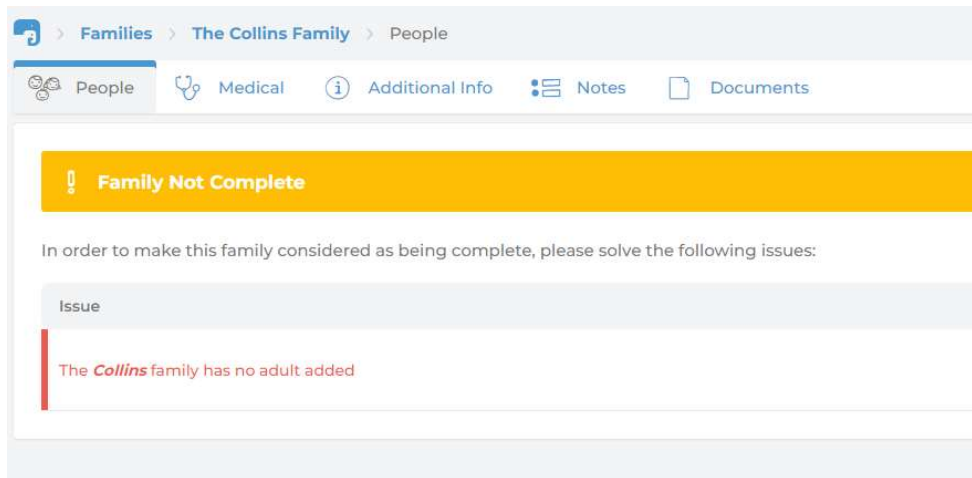 > Families > The Collins Family > People
People Medical Additional Info Notes Documents
Family Not Complete
In order to make this family considered as being complete, please solve the following issues:
Issue
The Collins family has no adult added